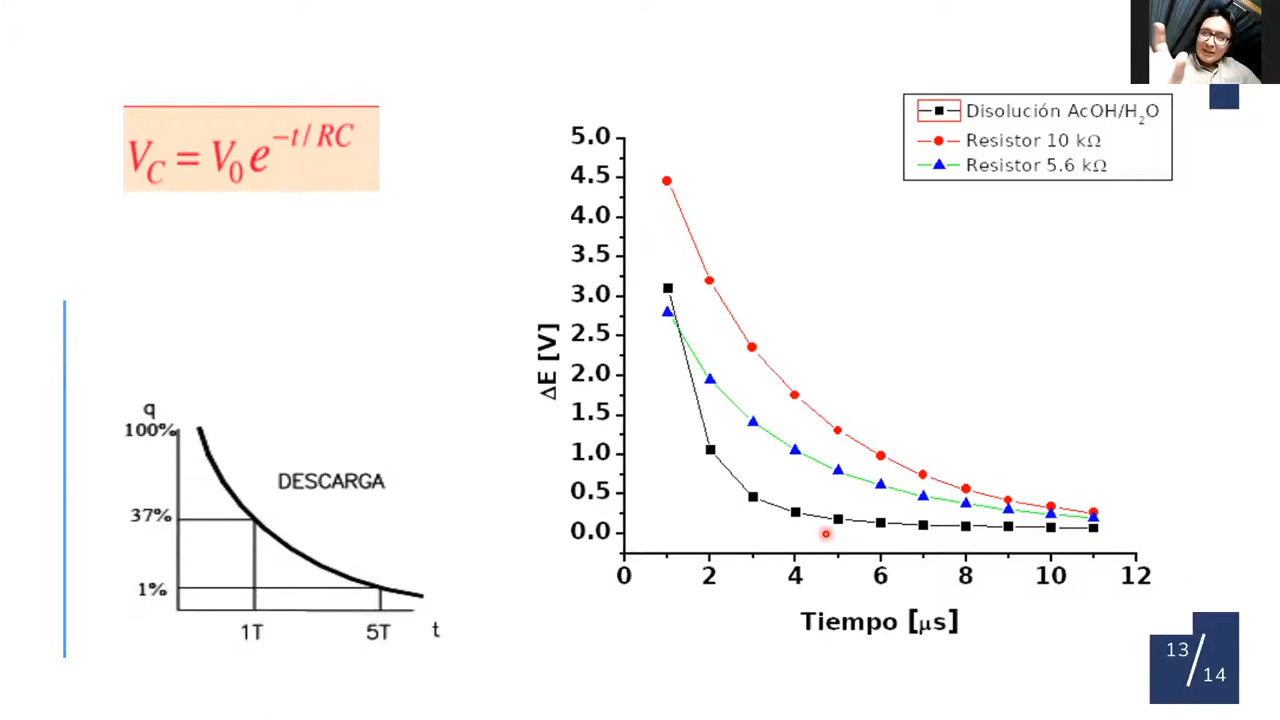 V_C = V_0 e^{-t/RC}
Disolución AcOH/H_2O
Resistor 10 kΩ
Resistor 5.6 kΩ
5.0
4.5
4.0
3.5
3.0
2.5
2.0
1.5
1.0
0.5
0.0
ΔE [V]
0 2 4 6 8 10 12
Tiempo [μs]
q
100%
37%
1%
DESCARGA
1T 5T t
13
14